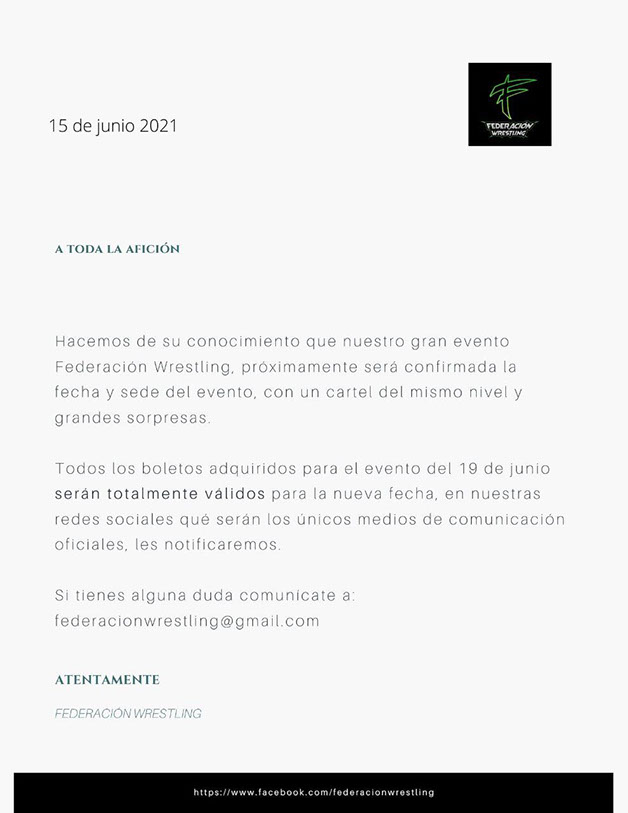 FEDERACIÓN
WRESTLING
15 de junio 2021
A TODA LA AFICIÓN
Hacemos de su conocimiento que nuestro gran evento
Federación Wrestling, próximamente será confirmada la
fecha y sede del evento, con un cartel del mismo nivel y
grandes sorpresas.
Todos los boletos adquiridos para el evento del 19 de junio
serán totalmente válidos para la nueva fecha, en nuestras
redes sociales qué serán los únicos medios de comunicación
oficiales, les notificaremos.
Si tienes alguna duda comunicate a:
federacionwrestling@gmail.com
ATENTAMENTE
FEDERACIÓN WRESTLING
https://www.facebook.com/federacionwrestling